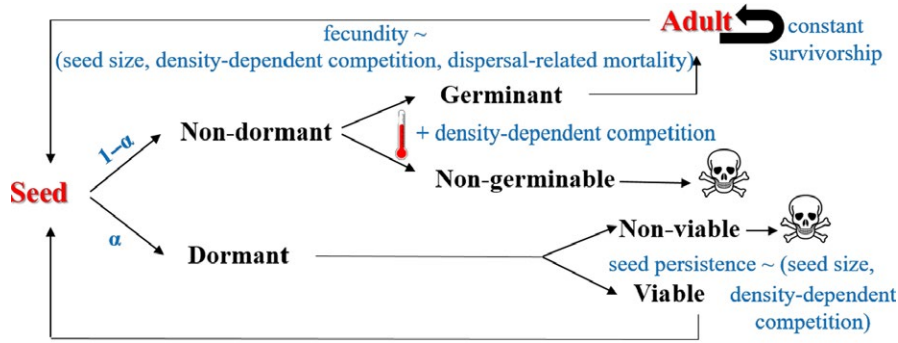 Adult
constant
survivorship
fecundity ~
(seed size, density-dependent competition, dispersal-related mortality)
Germinant
Non-dormant
+ density-dependent competition
1−α
Non-germinable
Seed
α
Dormant
Non-viable
seed persistence ~ (seed size,
Viable
density-dependent
competition)